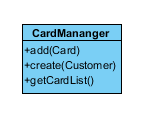 CardMananger
+add(Card)
+create(Customer)
+getCardList()